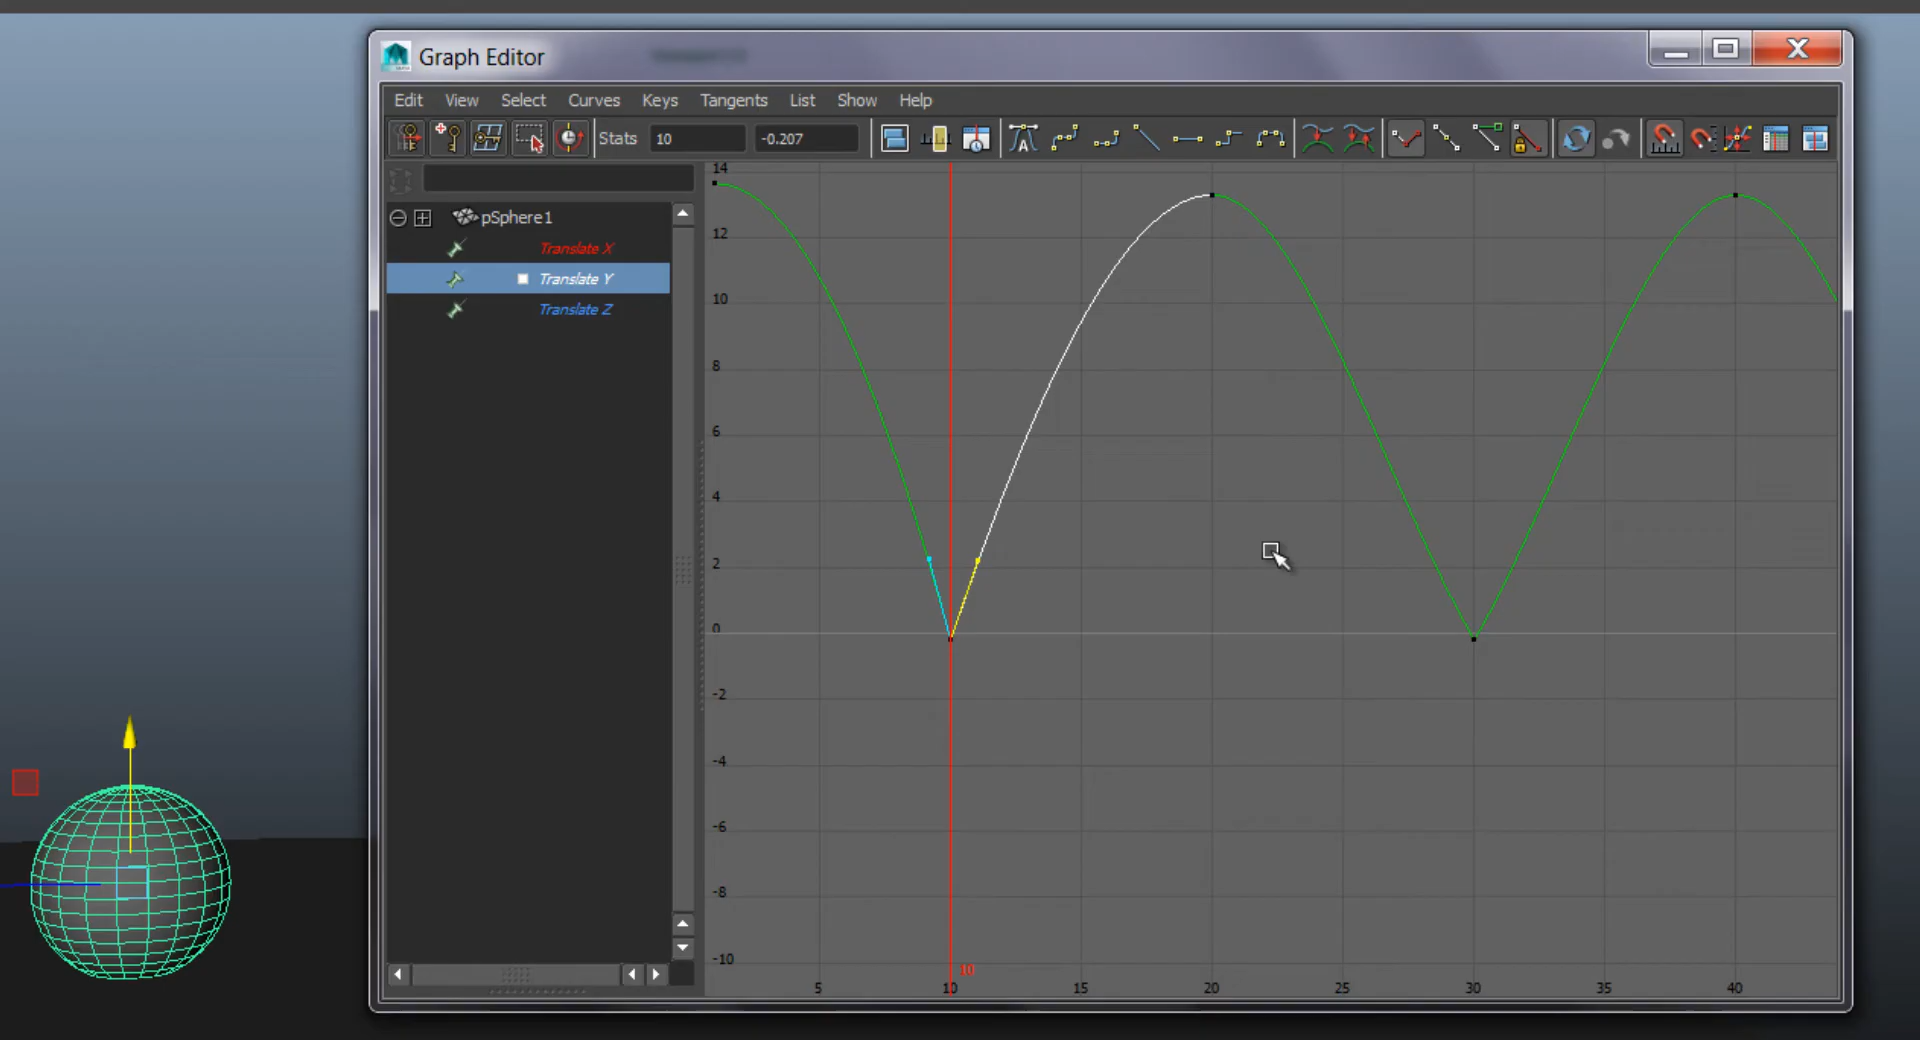 Graph Editor
Edit View Select Curves Keys Tangents List Show Help
Stats 10 -0.207
pSphere1
Translate X
Translate Y
Translate Z
14
12
10
8
6
4
2
0
-2
-4
-6
-8
-10
10
5 10 15 20 25 30 35 40